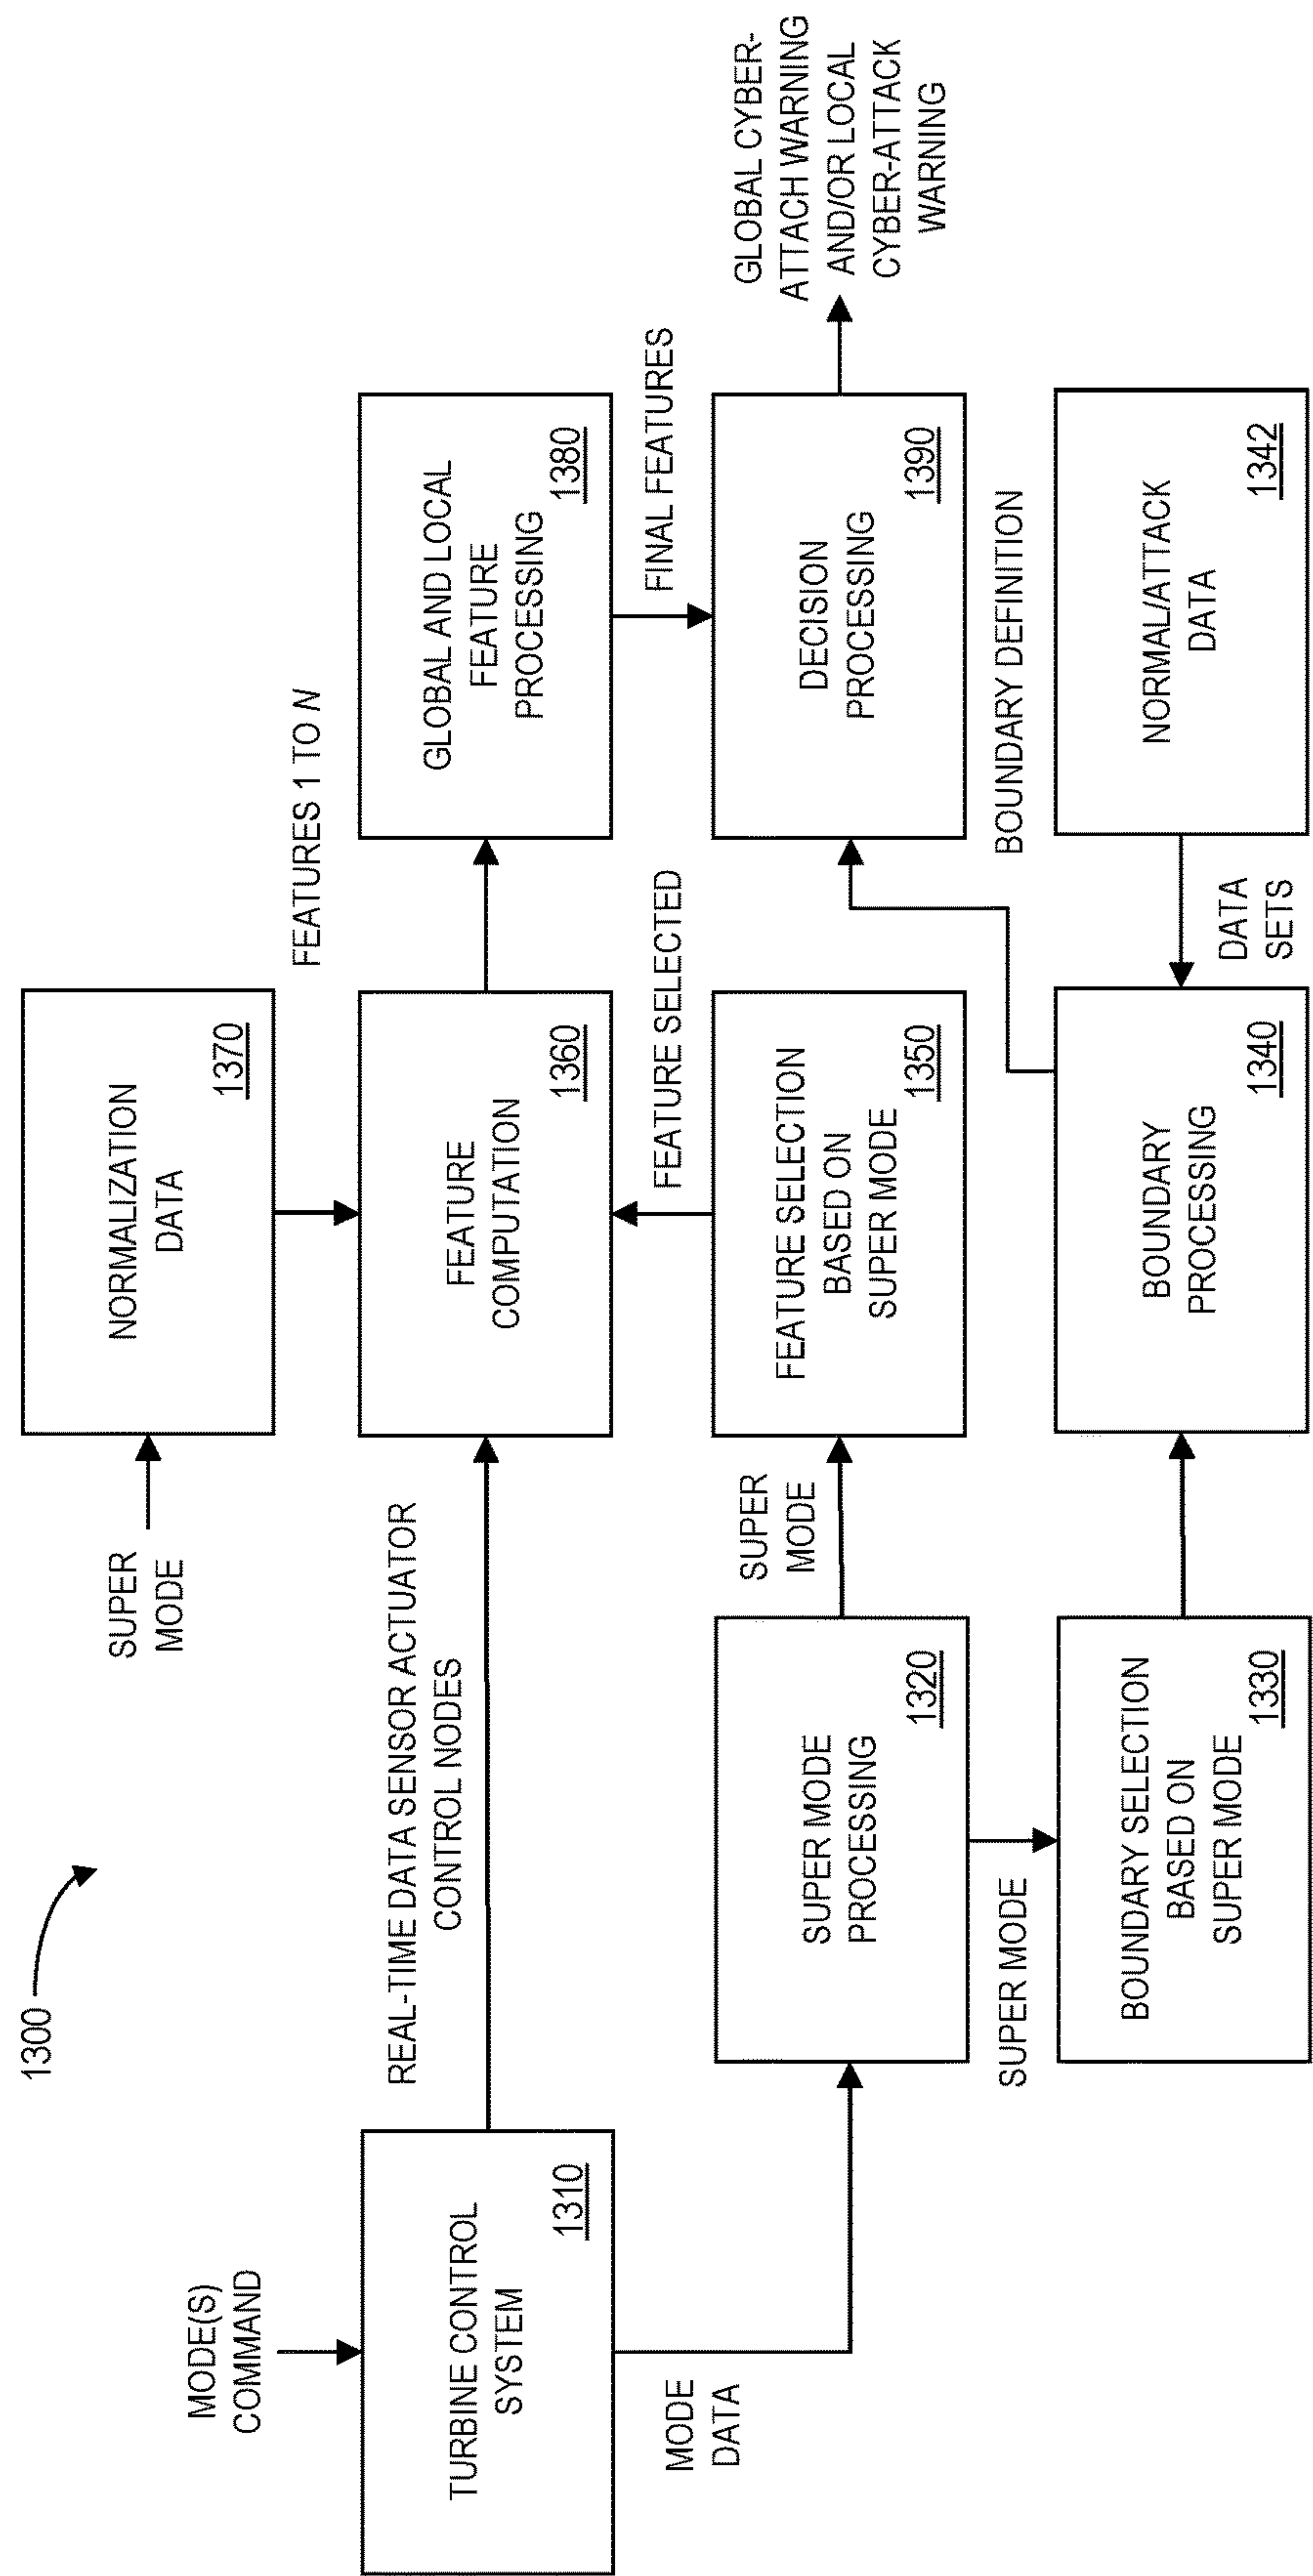 1300
MODE(S)
COMMAND
TURBINE CONTROL
SYSTEM
1310
MODE
DATA
REAL-TIME DATA SENSOR ACTUATOR
CONTROL NODES
SUPER
MODE
NORMALIZATION
DATA
1370
FEATURES 1 TO N
FEATURE
COMPUTATION
1360
GLOBAL AND LOCAL
FEATURE
PROCESSING
1380
FEATURE SELECTED
FINAL FEATURES
SUPER MODE
PROCESSING
1320
SUPER
MODE
FEATURE SELECTION
BASED ON
SUPER MODE
1350
DECISION
PROCESSING
1390
GLOBAL CYBER-
ATTACH WARNING
AND/OR LOCAL
CYBER-ATTACK
WARNING
SUPER MODE
BOUNDARY DEFINITION
BOUNDARY SELECTION
BASED ON
SUPER MODE
1330
BOUNDARY
PROCESSING
1340
DATA
SETS
NORMAL/ATTACK
DATA
1342